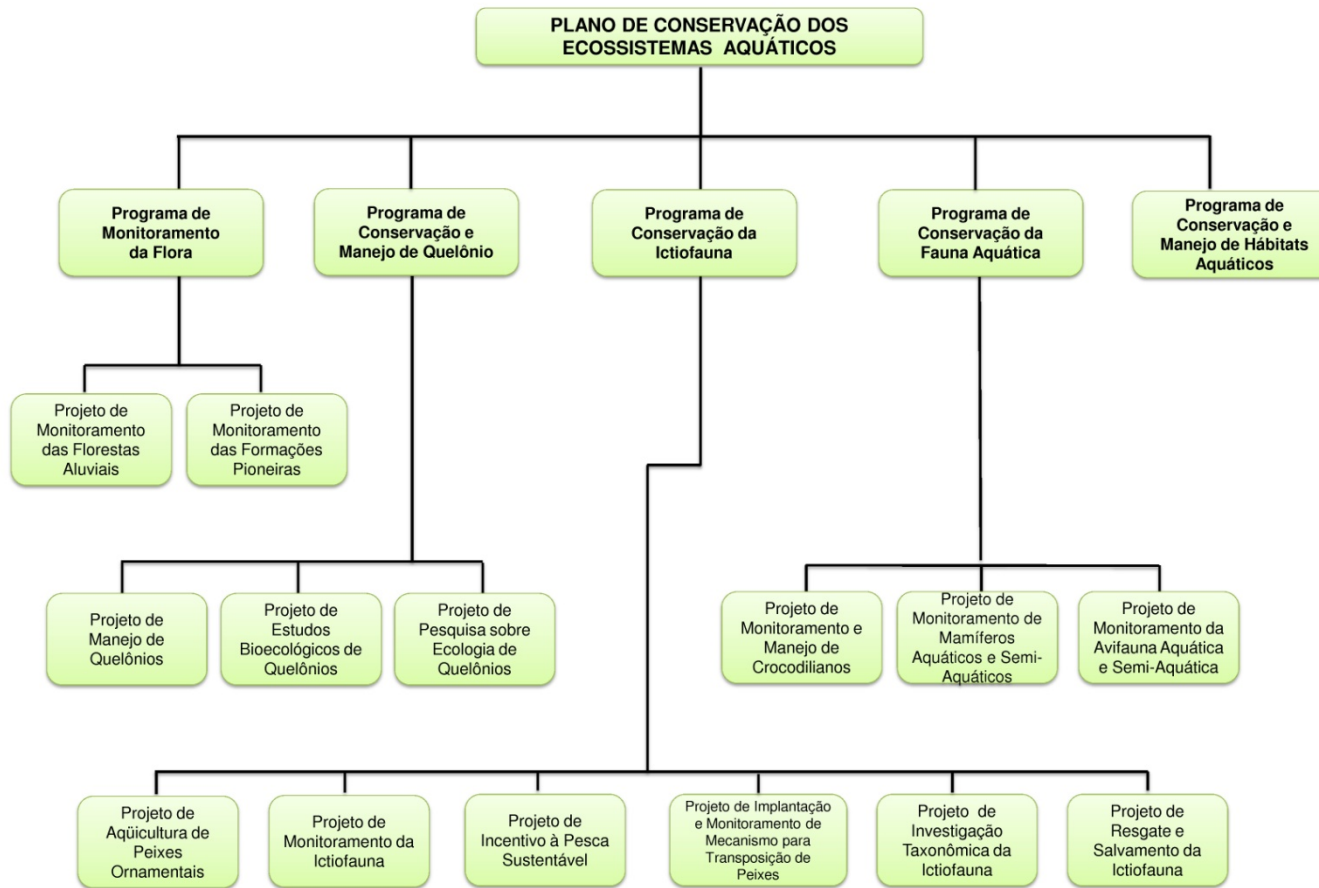 PLANO DE CONSERVAÇÃO DOS
ECOSSISTEMAS AQUÁTICOS
Programa de
Monitoramento
da Flora
Programa de
Conservação e
Manejo de Quelônio
Programa de
Conservação da
Ictiofauna
Programa de
Conservação da
Fauna Aquática
Programa de
Conservação e
Manejo de Hábitats
Aquáticos
Projeto de
Monitoramento
das Florestas
Aluviais
Projeto de
Monitoramento
das Formações
Pioneiras
Projeto de
Manejo de
Quelônios
Projeto de
Estudos
Bioecológicos de
Quelônios
Projeto de
Pesquisa sobre
Ecologia de
Quelônios
Projeto de
Monitoramento e
Manejo de
Crocodilianos
Projeto de
Monitoramento de
Mamíferos
Aquáticos e Semi-
Aquáticos
Projeto de
Monitoramento da
Avifauna Aquática
e Semi-Aquática
Projeto de
Aqüicultura de
Peixes
Ornamentais
Projeto de
Monitoramento da
Ictiofauna
Projeto de
Incentivo à Pesca
Sustentável
Projeto de Implantação
e Monitoramento de
Mecanismo para
Transposição de
Peixes
Projeto de
Investigação
Taxonômica da
Ictiofauna
Projeto de
Resgate e
Salvamento da
Ictiofauna